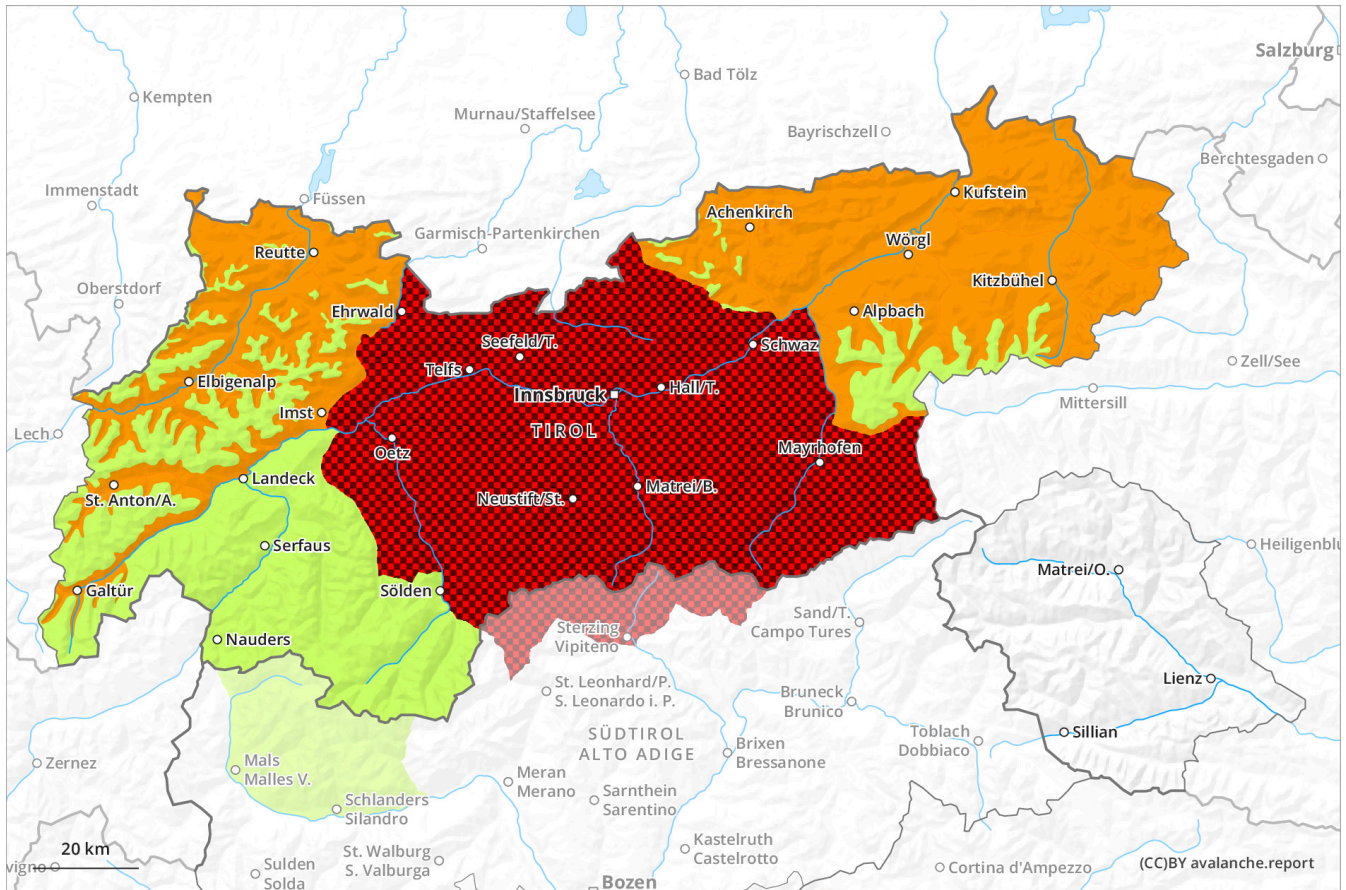 Salzburg
Bad Tölz
Kempten
Murnau/Staffelsee
Bayrischzell
Berchtesgaden
Immenstadt
Füssen
Kufstein
Achenkirch
Garmisch-Partenkirchen
Wörgl
Reutte
Oberstdorf
Kitzbühel
Ehrwald
Alpbach
Seefeld/T.
Schwaz
Zell/See
Telfs
Elbigenalp
Hall/T.
Innsbruck
Mittersill
Imst
TIROL
Lech
Oetz
Mayrhofen
Landeck
Matrei/B.
St. Anton/A.
Neustift/St.
Serfaus
Heiligenblu
Matrei/O.
Galtür
Sölden
Sand/T.
Campo Tures
Sterzing
Vipiteno
Nauders
Lienz
St. Leonhard/P.
S. Leonardo i. P.
Bruneck
Brunico
SÜDTIROL
ALTO ADIGE
Toblach
Dobbiaco
Sillian
Brixen
Bressanone
Mals
Malles V.
Zernez
Meran
Merano
Sarnthein
Sarentino
Schlanders
Silandro
Kastelruth
Castelrotto
20 km
St. Walburg
S. Valburga
vigno
Sulden
Solda
Cortina d'Ampezzo
(CC)BY avalanche.report
Bozen